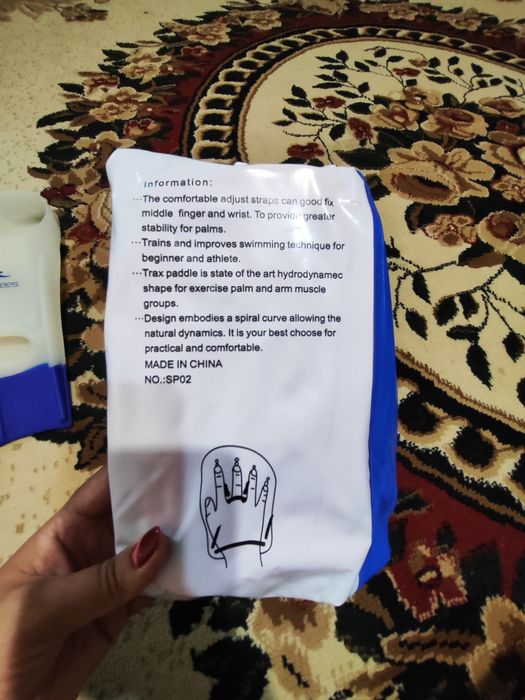 Information:
···The comfortable adjust straps can good fix
middle finger and wrist. To provide greater
stability for palms.
···Trains and improves swimming technique for
beginner and athlete.
···Trax paddle is state of the art hydrodynamec
shape for exercise palm and arm muscle
groups.
···Design embodies a spiral curve allowing the
natural dynamics. It is your best choose for
practical and comfortable.
MADE IN CHINA
NO.:SP02